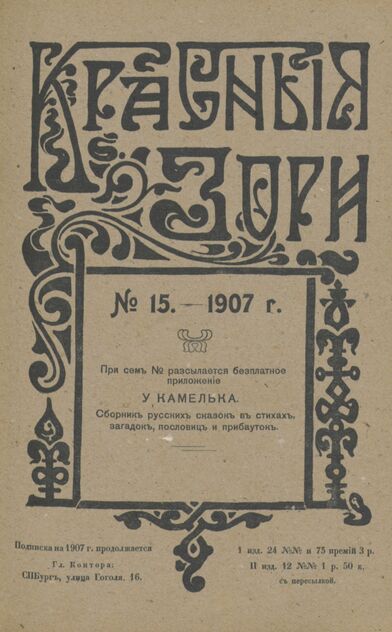 Красныя
Зори
№ 15. — 1907 г.
При семъ № разсылается безплатное
приложеніе
У КАМЕЛЬКА.
Сборникъ русскихъ сказокъ въ стихахъ,
загадокъ, пословицъ и прибаутокъ.
Подписка на 1907 г. продолжается
Гл. Контора:
СПБургъ, улица Гоголя, 16.
1 изд. 24 №№ и 75 премій 3 р.
II изд. 12 №№ 1 р. 50 к.
съ пересылкой.